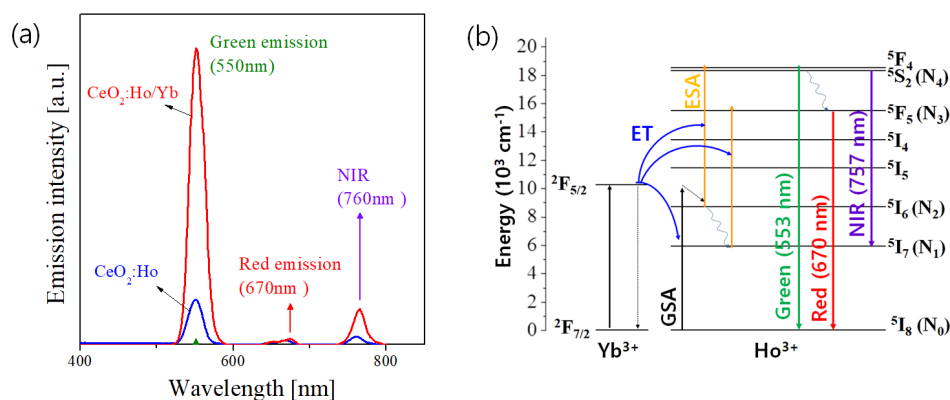 (a)
Emission intensity [a.u.]
Green emission
(550nm)
CeO₂:Ho/Yb
NIR
(760nm )
CeO₂:Ho
Red emission
(670nm)
400
600
800
Wavelength [nm]
(b)
Energy (10³ cm⁻¹)
20
18
16
14
12
10
8
6
4
2
0
²F₅/₂
²F₇/₂
Yb³⁺
ET
ESA
GSA
Green (553 nm)
Red (670 nm)
NIR (757 nm)
Ho³⁺
⁵F₄
⁵S₂ (N₄)
⁵F₅ (N₃)
⁵I₄
⁵I₅
⁵I₆ (N₂)
⁵I₇ (N₁)
⁵I₈ (N₀)